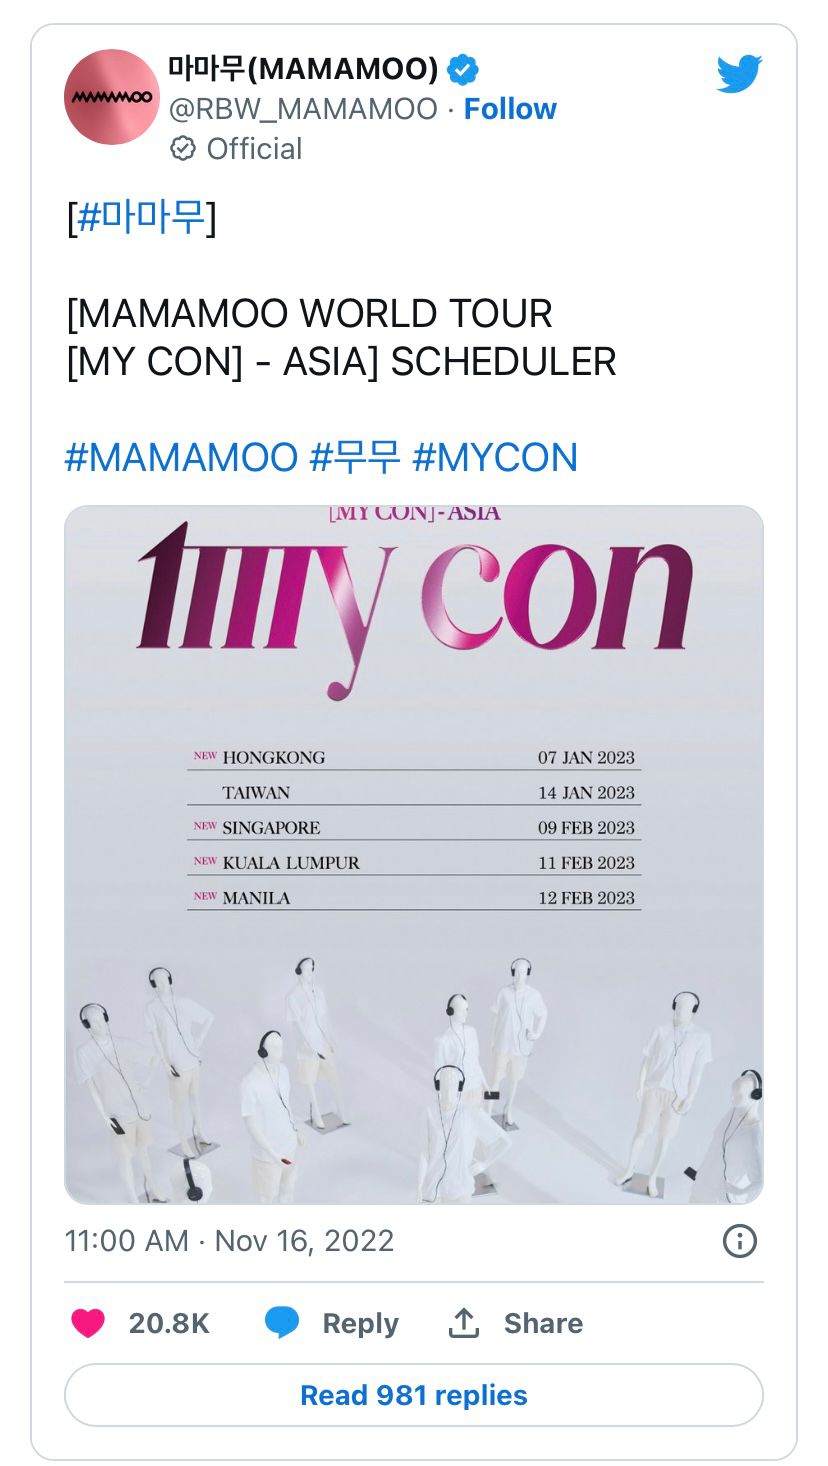 마마무(MAMAMOO)
MAMAMOO
@RBW_MAMAMOO · Follow
Official
[#마마무]
[MAMAMOO WORLD TOUR
[MY CON] - ASIA] SCHEDULER
#MAMAMOO #무무 #MYCON
[MY CON]-ASIA
my con
NEW HONGKONG 07 JAN 2023
TAIWAN 14 JAN 2023
NEW SINGAPORE 09 FEB 2023
NEW KUALA LUMPUR 11 FEB 2023
NEW MANILA 12 FEB 2023
11:00 AM · Nov 16, 2022
20.8K Reply Share
Read 981 replies